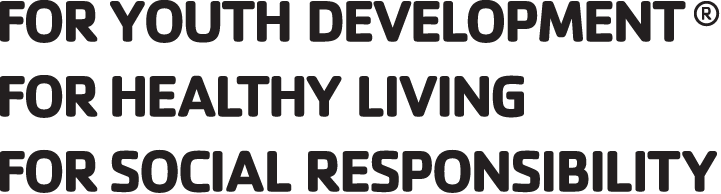 FOR YOUTH DEVELOPMENT®
FOR HEALTHY LIVING
FOR SOCIAL RESPONSIBILITY